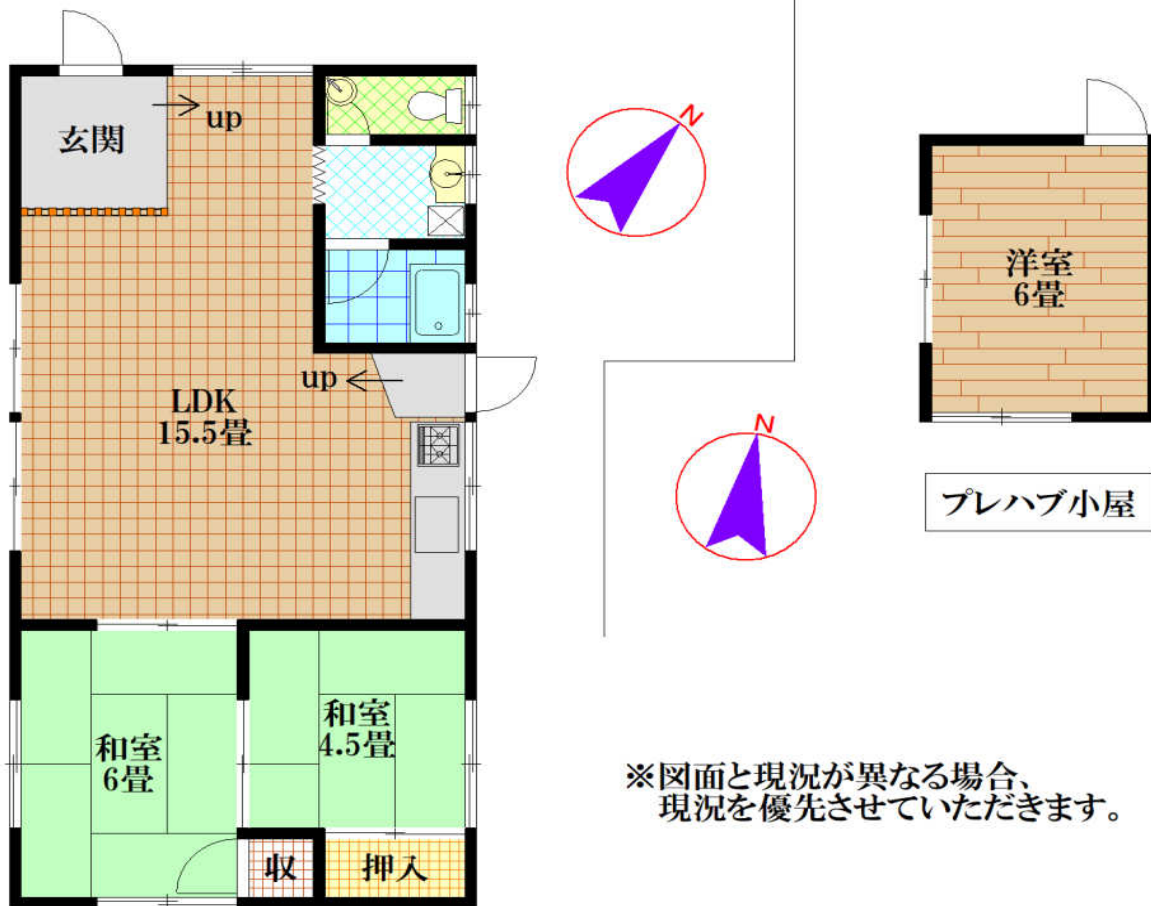 玄関
up
N
洋室
6畳
up
LDK
15.5畳
N
プレハブ小屋
和室
4.5畳
和室
6畳
※図面と現況が異なる場合、
現況を優先させていただきます。
収
押入